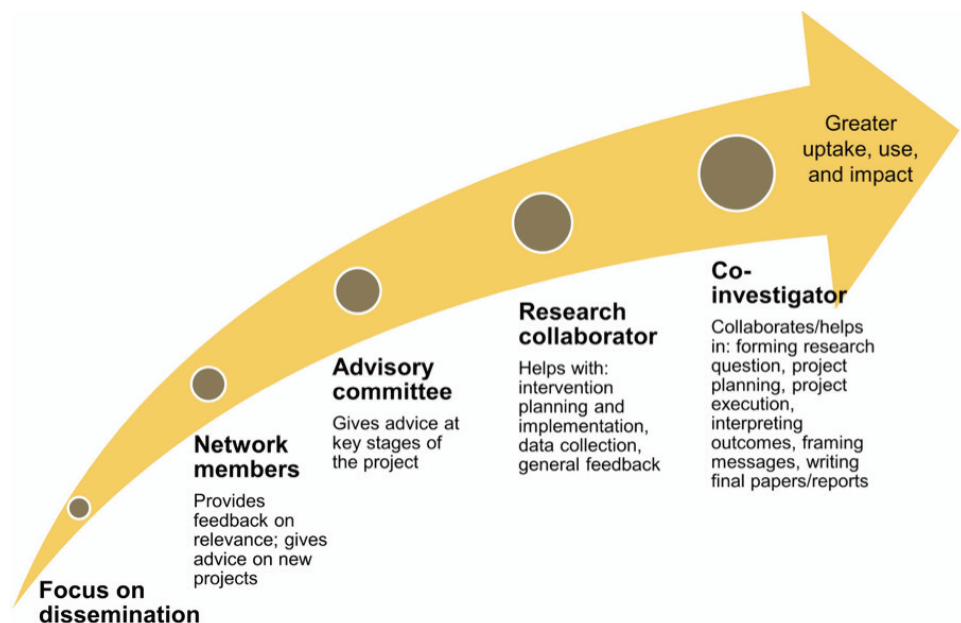 Greater
uptake, use,
and impact
Focus on
dissemination
Network
members
Provides
feedback on
relevance; gives
advice on new
projects
Advisory
committee
Gives advice at
key stages of
the project
Research
collaborator
Helps with:
intervention
planning and
implementation,
data collection,
general feedback
Co-
investigator
Collaborates/helps
in: forming research
question, project
planning, project
execution,
interpreting
outcomes, framing
messages, writing
final papers/reports